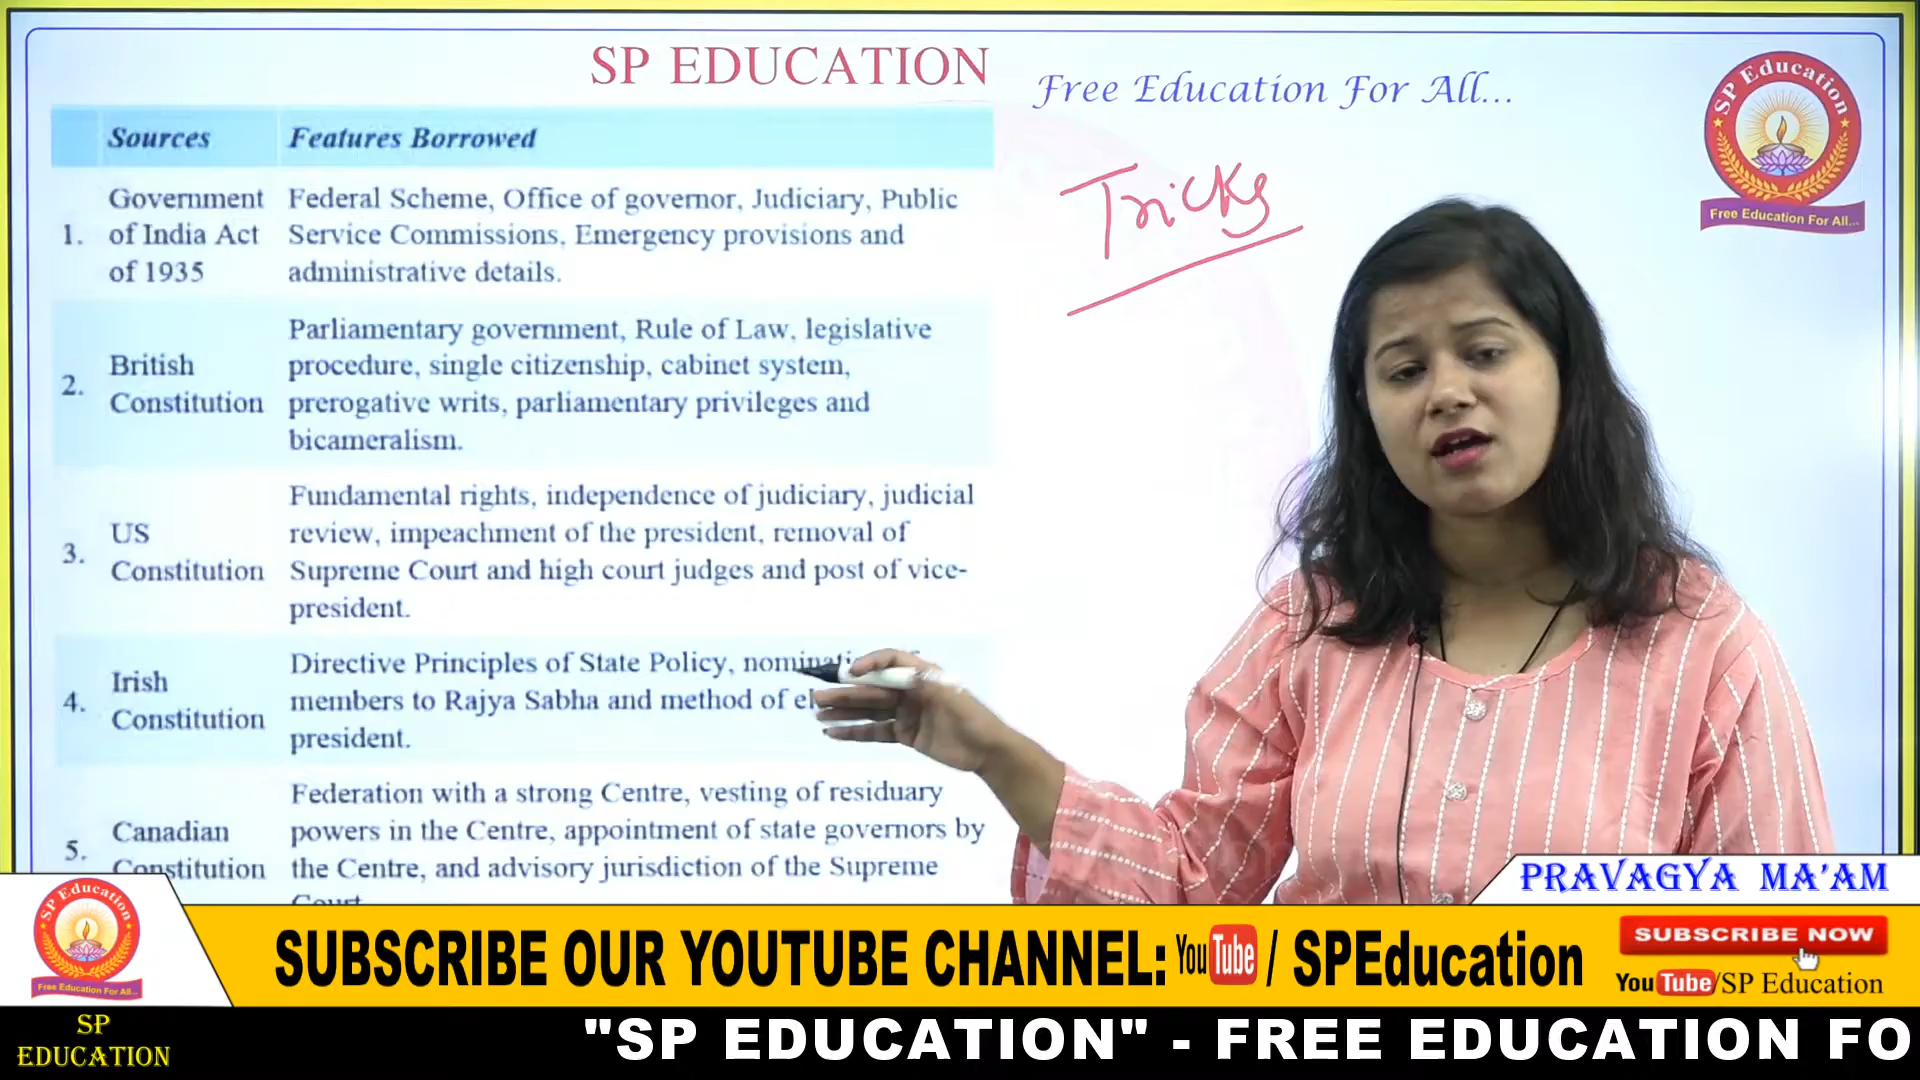 SP EDUCATION
Free Education For All...
SP Education
Free Education For All...
Tricks
Sources Features Borrowed
1. Government of India Act of 1935
Federal Scheme, Office of governor, Judiciary, Public
Service Commissions, Emergency provisions and
administrative details.
2. British Constitution
Parliamentary government, Rule of Law, legislative
procedure, single citizenship, cabinet system,
prerogative writs, parliamentary privileges and
bicameralism.
3. US Constitution
Fundamental rights, independence of judiciary, judicial
review, impeachment of the president, removal of
Supreme Court and high court judges and post of vice-
president.
4. Irish Constitution
Directive Principles of State Policy,
members to Rajya Sabha and method of
president.
5. Canadian Constitution
Federation with a strong Centre, vesting of residuary
powers in the Centre, appointment of state governors by
the Centre, and advisory jurisdiction of the Supreme
Court
PRAVAGYA MA'AM
SP Education
Free Education For All...
SUBSCRIBE OUR YOUTUBE CHANNEL: YouTube / SPEducation
SUBSCRIBE NOW
YouTube/SP Education
SP
EDUCATION
"SP EDUCATION" - FREE EDUCATION FO